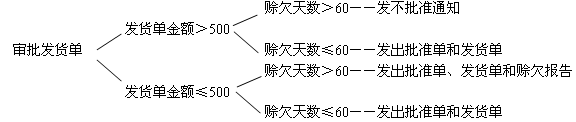 赊欠天数>60——发不批准通知
发货单金额>500
赊欠天数≤60——发出批准单和发货单
审批发货单
赊欠天数>60——发出批准单、发货单和赊欠报告
发货单金额≤500
赊欠天数≤60——发出批准单和发货单